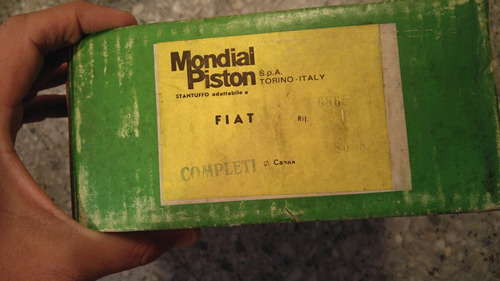 Mondial
Piston S.p.A.
TORINO-ITALY
STANTUFFO adattabile a
FIAT Rif.
COMPLETI Ø Canna